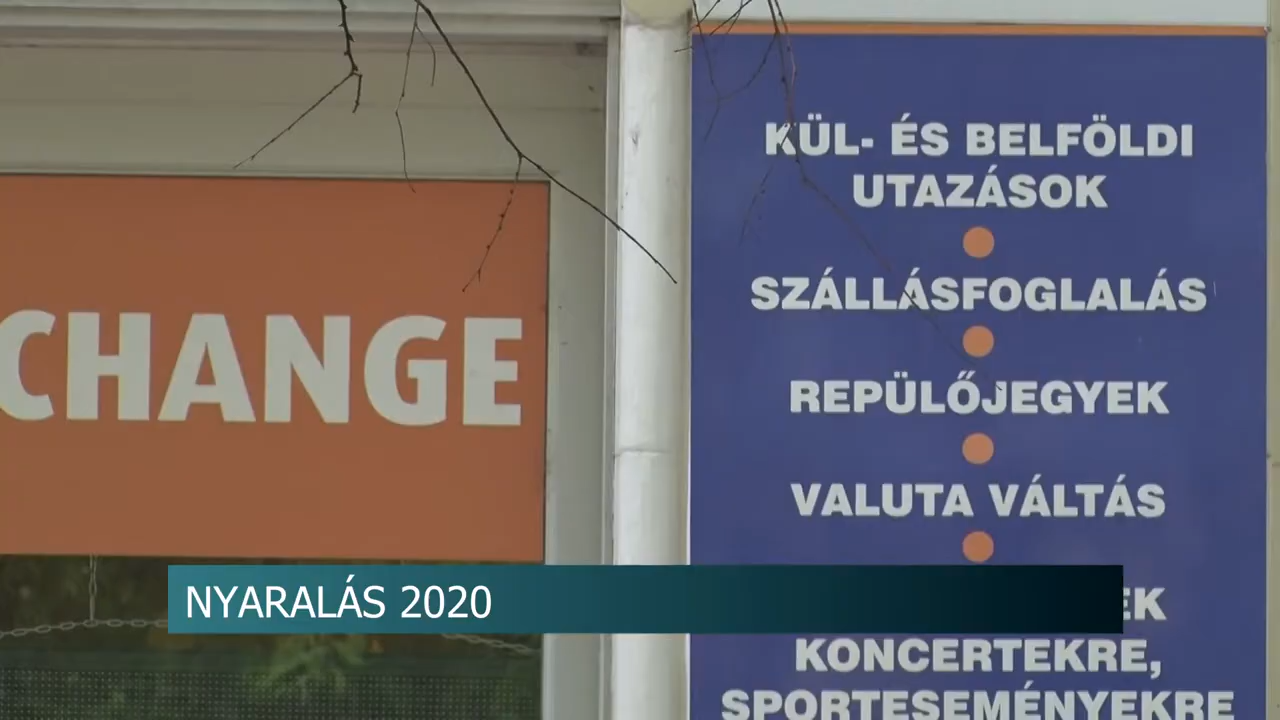 CHANGE
KÜL- ÉS BELFÖLDI
UTAZÁSOK
SZÁLLÁSFOGLALÁS
REPÜLŐJEGYEK
VALUTA VÁLTÁS
KONCERTEKRE,
SPORTESEMÉNYEKRE
NYARALÁS 2020